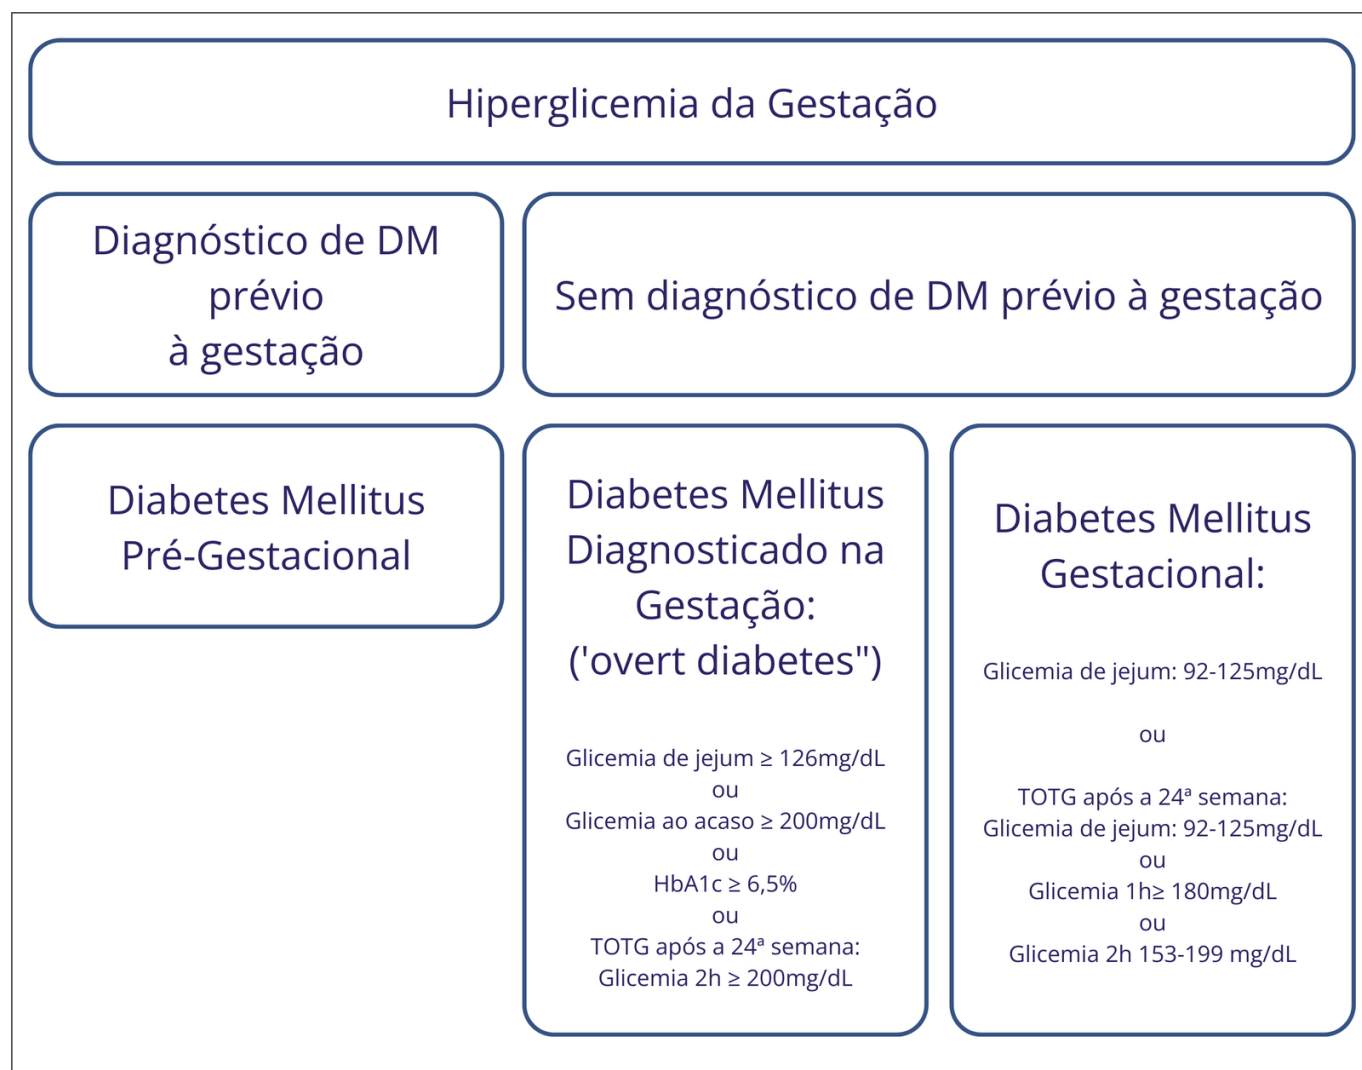 Hiperglicemia da Gestação
Diagnóstico de DM
prévio
à gestação
Sem diagnóstico de DM prévio à gestação
Diabetes Mellitus
Pré-Gestacional
Diabetes Mellitus
Diagnosticado na
Gestação:
('overt diabetes")
Glicemia de jejum ≥ 126mg/dL
ou
Glicemia ao acaso ≥ 200mg/dL
ou
HbA1c ≥ 6,5%
ou
TOTG após a 24ª semana:
Glicemia 2h ≥ 200mg/dL
Diabetes Mellitus
Gestacional:
Glicemia de jejum: 92-125mg/dL
ou
TOTG após a 24ª semana:
Glicemia de jejum: 92-125mg/dL
ou
Glicemia 1h≥ 180mg/dL
ou
Glicemia 2h 153-199 mg/dL